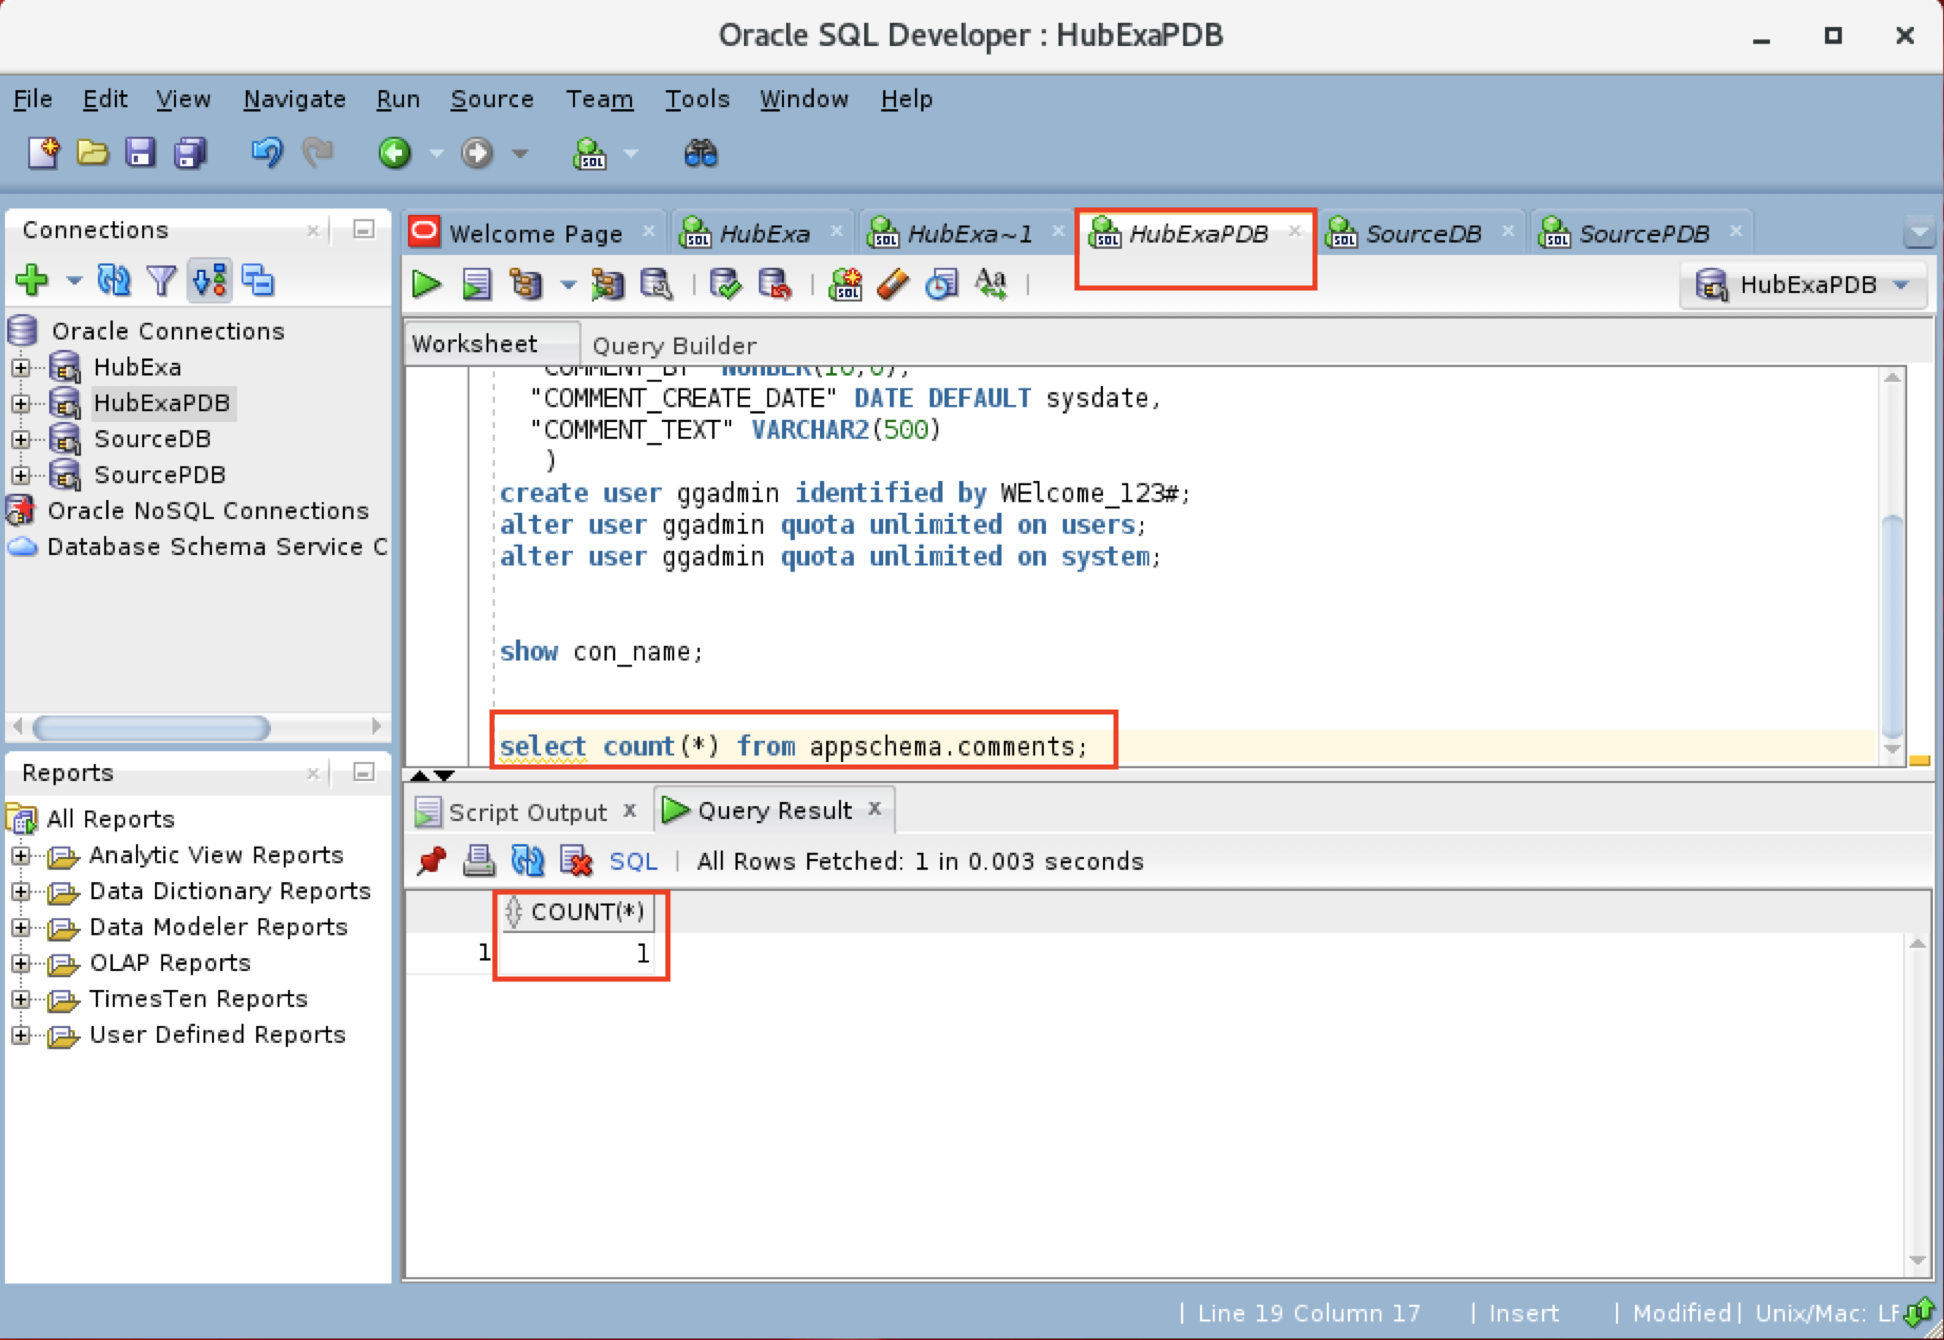 Oracle SQL Developer : HubExaPDB
File Edit View Navigate Run Source Team Tools Window Help
Connections
Oracle Connections
HubExa
HubExaPDB
SourceDB
SourcePDB
Oracle NoSQL Connections
Database Schema Service C
Reports
All Reports
Analytic View Reports
Data Dictionary Reports
Data Modeler Reports
OLAP Reports
TimesTen Reports
User Defined Reports
Welcome Page HubExa HubExa~1 HubExaPDB SourceDB SourcePDB
HubExaPDB
Worksheet Query Builder
"COMMENT_BY" NUMBER(10,0),
"COMMENT_CREATE_DATE" DATE DEFAULT sysdate,
"COMMENT_TEXT" VARCHAR2(500)
)
create user ggadmin identified by WElcome_123#;
alter user ggadmin quota unlimited on users;
alter user ggadmin quota unlimited on system;
show con_name;
select count(*) from appschema.comments;
Script Output Query Result
SQL | All Rows Fetched: 1 in 0.003 seconds
COUNT(*)
1 1
| Line 19 Column 17 | Insert | Modified | Unix/Mac: LF